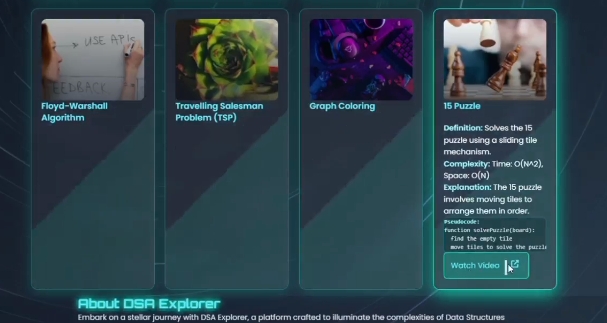 USE APIs
FEEDBACK
Floyd-Warshall
Algorithm
Travelling Salesman
Problem (TSP)
Graph Coloring
15 Puzzle
Definition: Solves the 15
puzzle using a sliding tile
mechanism.
Complexity: Time: O(N^2),
Space: O(N)
Explanation: The 15 puzzle
involves moving tiles to
arrange them in order.
Pseudocode:
function solvePuzzle(board):
find the empty tile
move tiles to solve the puzzle
Watch Video
About DSA Explorer
Embark on a stellar journey with DSA Explorer, a platform crafted to illuminate the complexities of Data Structures